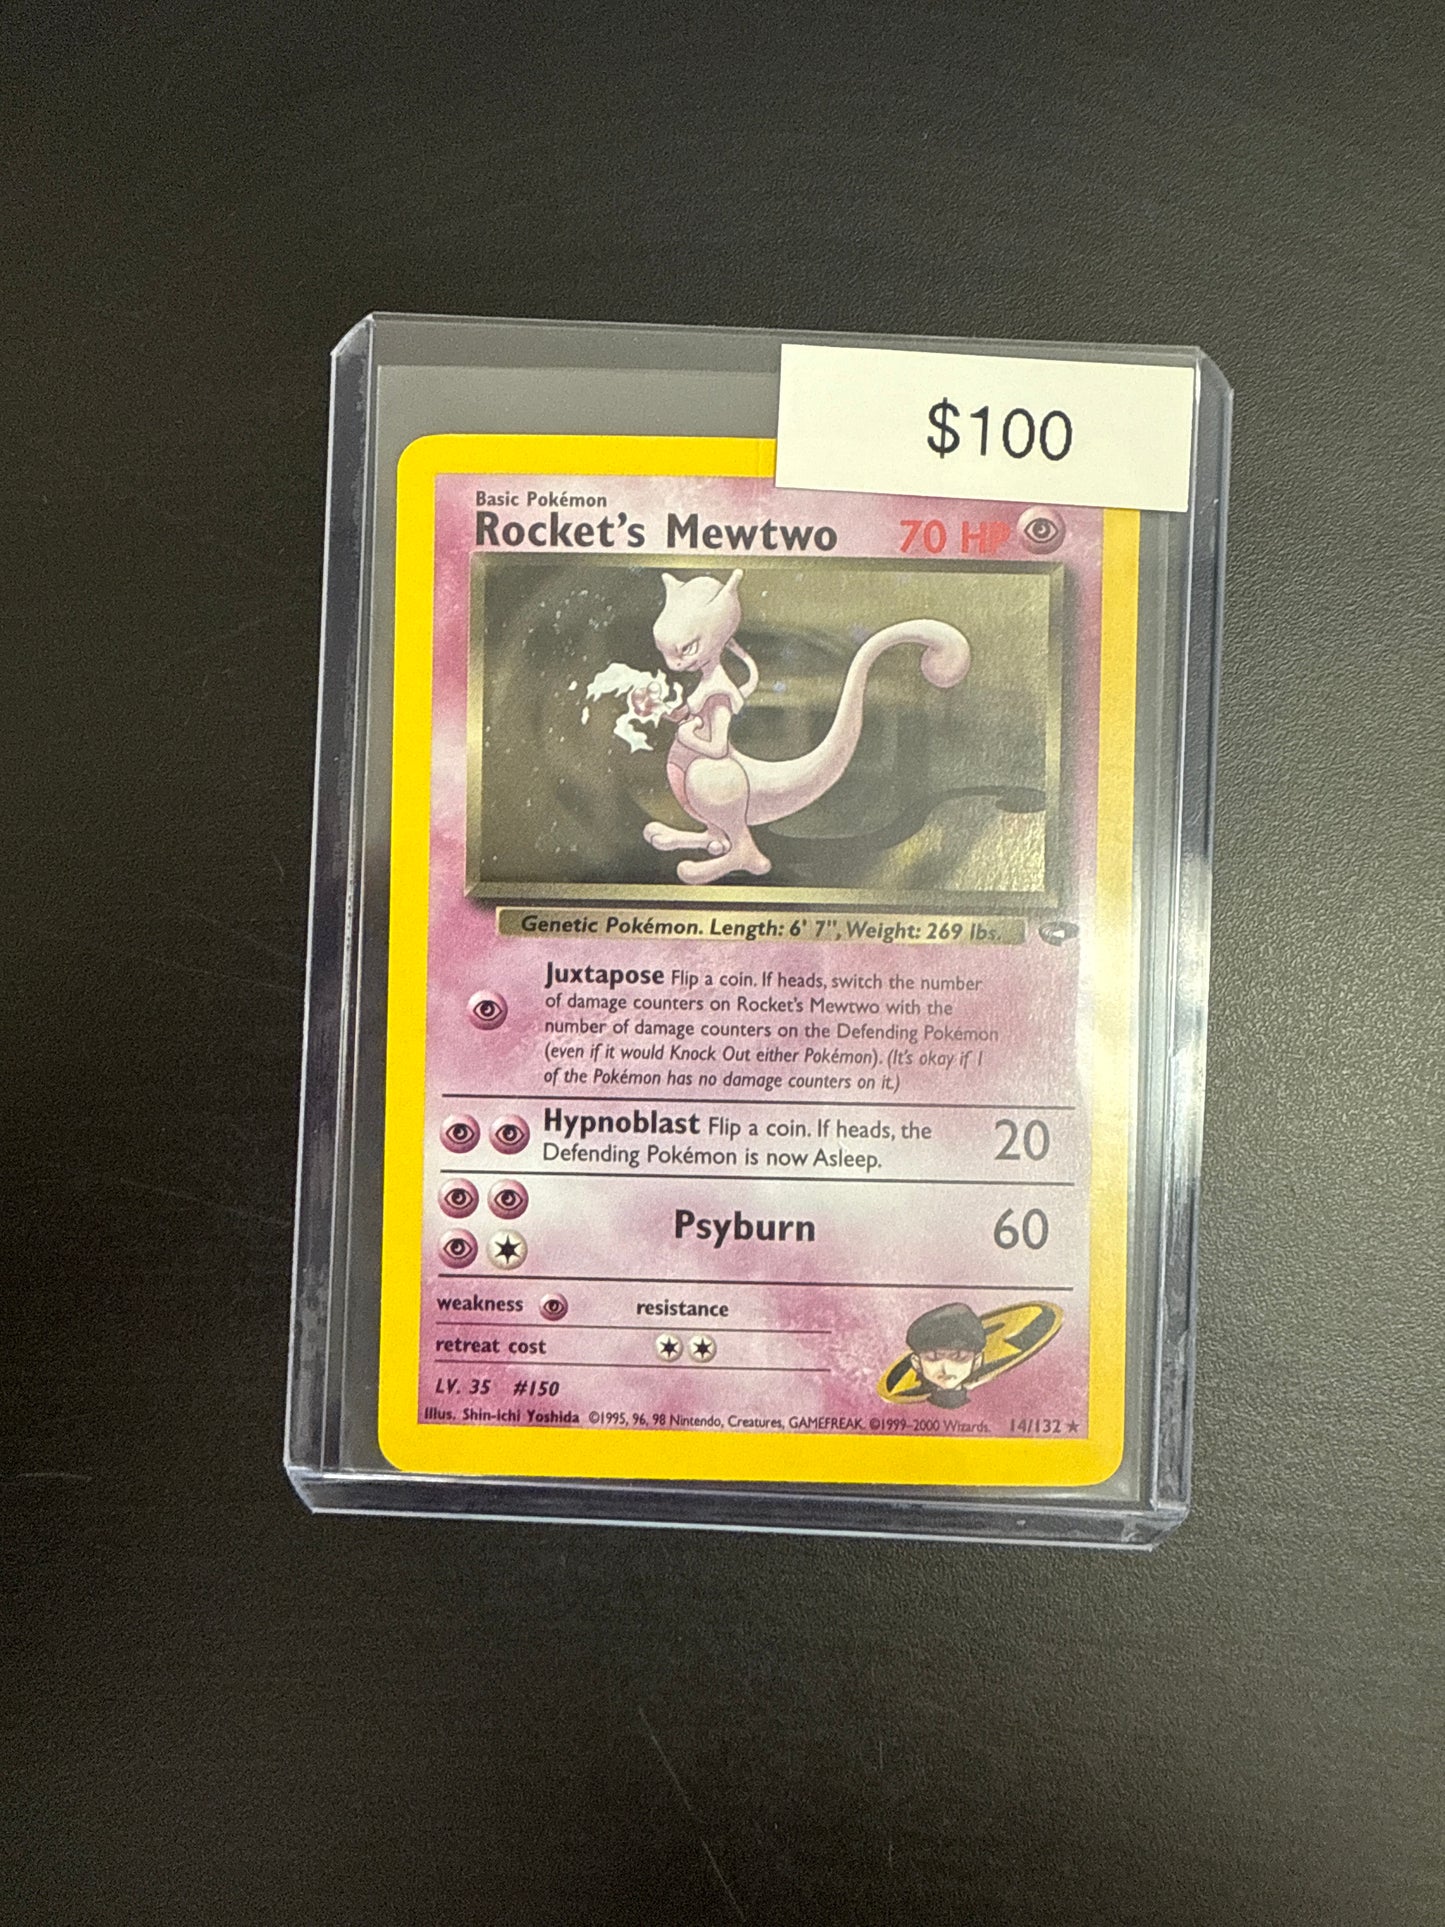 $100
Basic Pokémon
Rocket's Mewtwo 70 HP
Genetic Pokémon. Length: 6' 7", Weight: 269 lbs.
Juxtapose Flip a coin. If heads, switch the number
of damage counters on Rocket's Mewtwo with the
number of damage counters on the Defending Pokémon
(even if it would Knock Out either Pokémon). (It's okay if 1
of the Pokémon has no damage counters on it.)
Hypnoblast Flip a coin. If heads, the 20
Defending Pokémon is now Asleep.
Psyburn 60
weakness resistance
retreat cost
LV. 35 #150
Illus. Shin-ichi Yoshida ©1995, 96, 98 Nintendo, Creatures, GAMEFREAK. ©1999-2000 Wizards. 14/132 ★